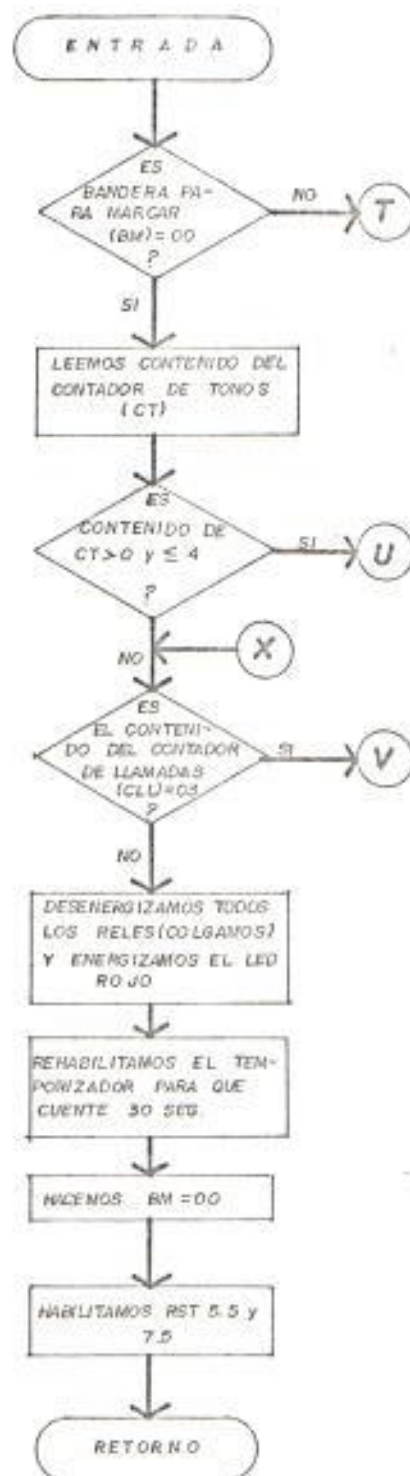 ENTRADA
ES
BANDERA PA-
RA MARCAR
(BM)=00
?
NO
T
SI
LEEMOS CONTENIDO DEL
CONTADOR DE TONOS
(CT)
ES
CONTENIDO DE
CT>0 y ≤ 4
?
SI
U
NO
X
ES
EL CONTENI-
DO DEL CONTADOR
DE LLAMADAS
(CLL)=03
?
SI
V
NO
DESENERGIZAMOS TODOS
LOS RELES(COLGAMOS)
Y ENERGIZAMOS EL LED
ROJO
REHABILITAMOS EL TEM-
PORIZADOR PARA QUE
CUENTE 30 SEG.
HACEMOS BM=00
HABILITAMOS RST 5.5 y
7.5
RETORNO